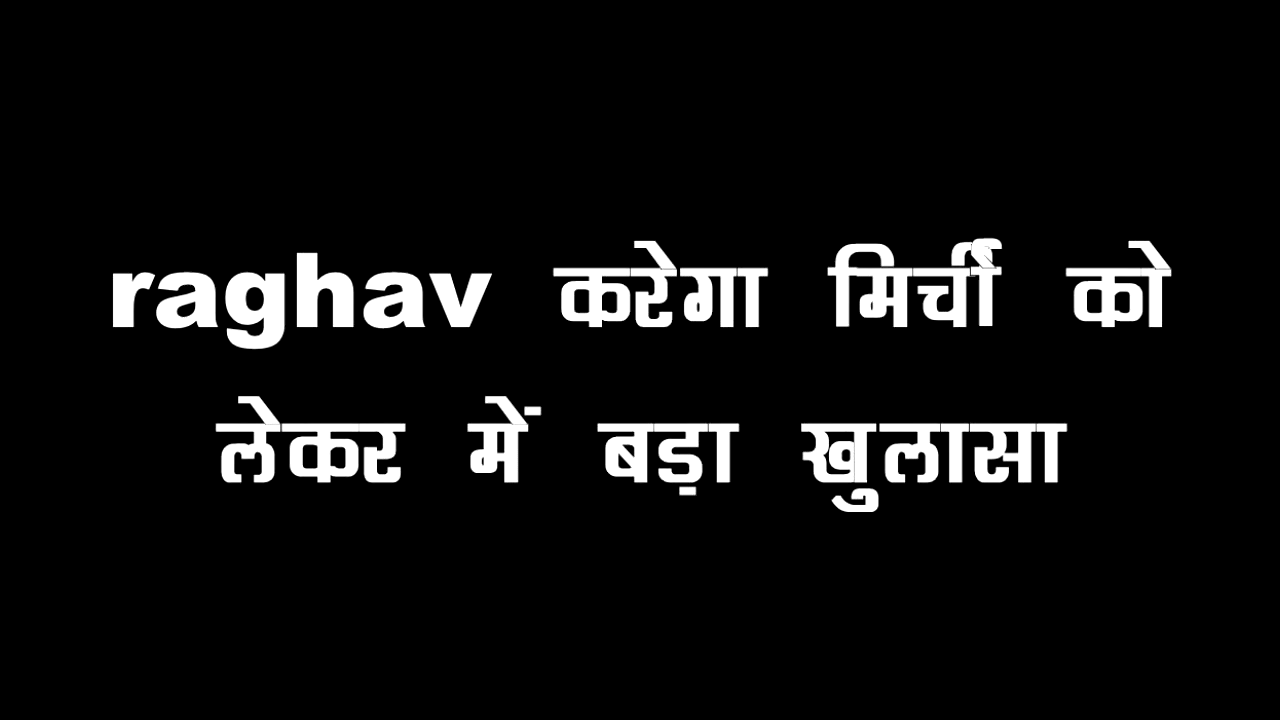 raghav करेगा मिर्ची को
लेकर में बड़ा खुलासा